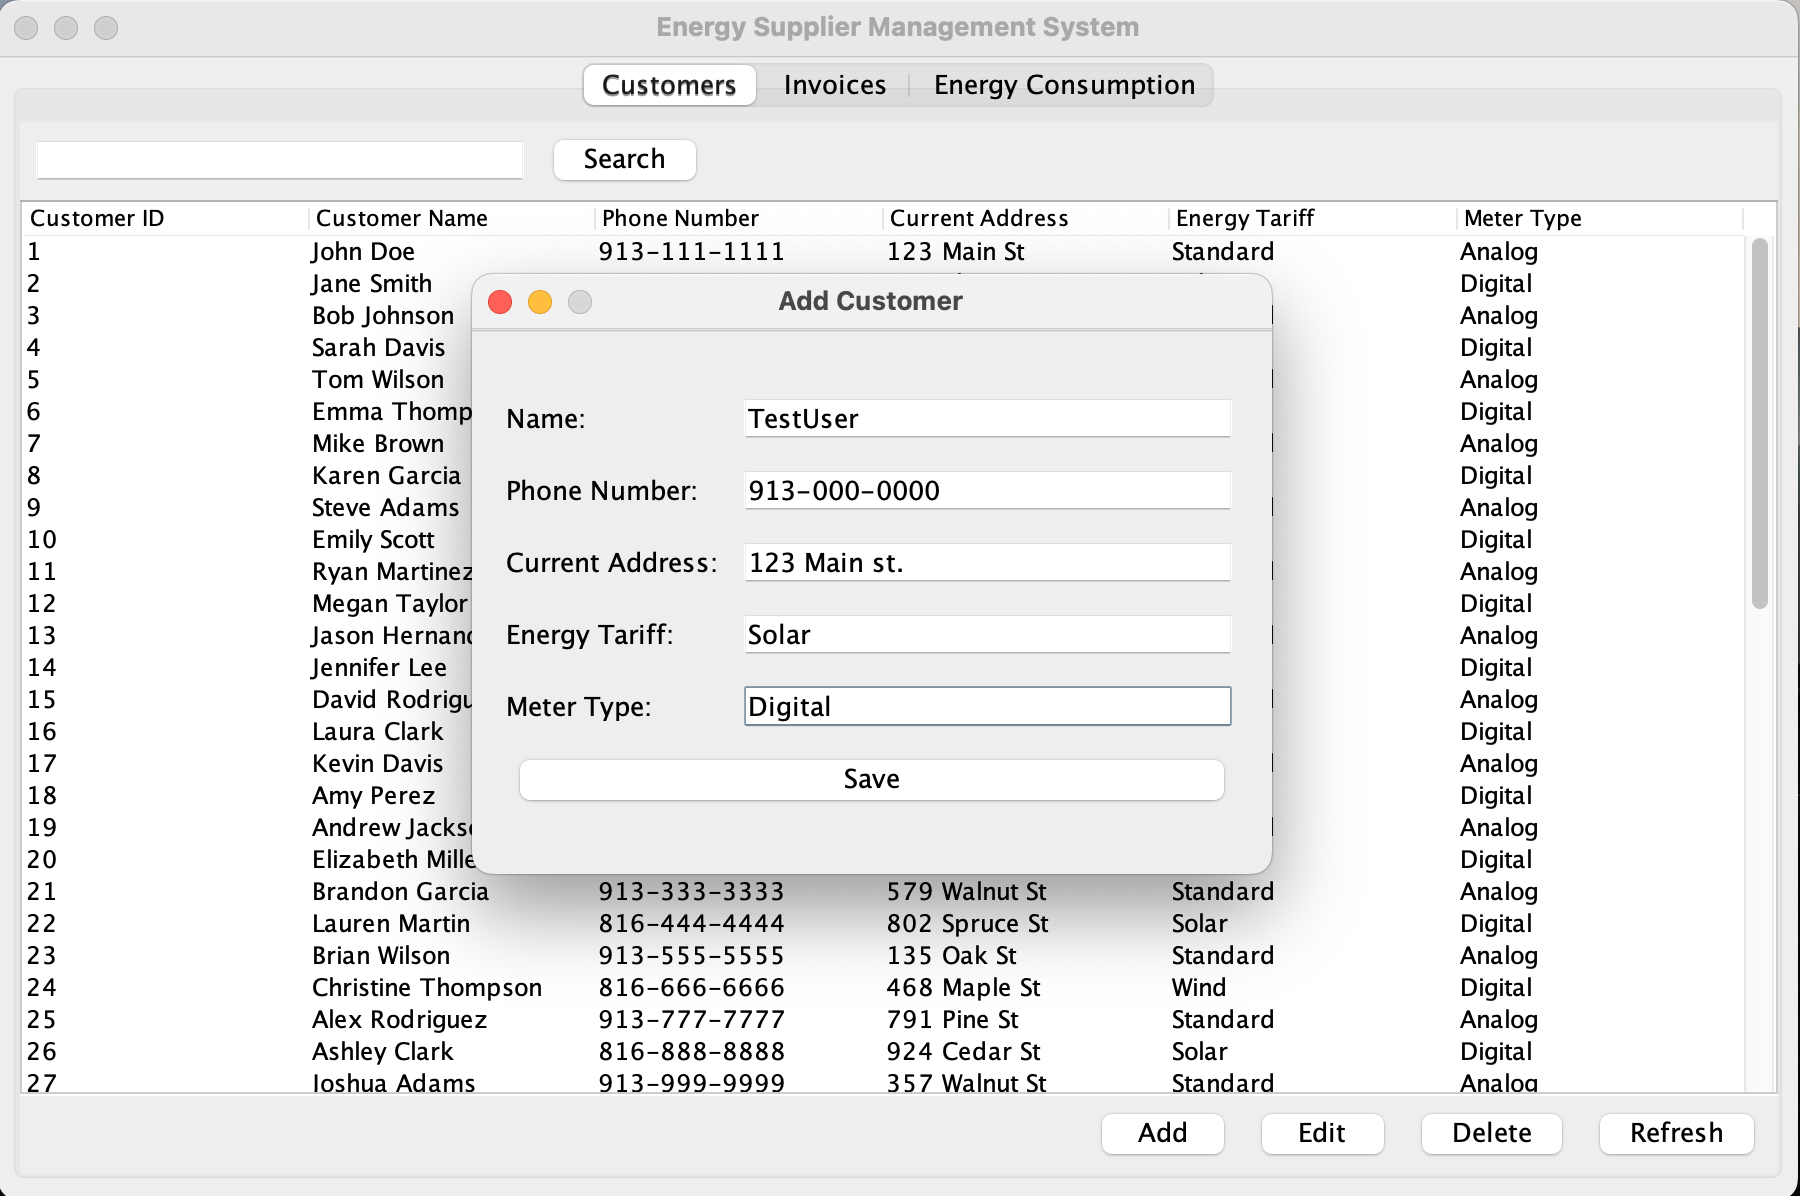 Energy Supplier Management System
Customers Invoices Energy Consumption
Search
Customer ID Customer Name Phone Number Current Address Energy Tariff Meter Type
1 John Doe 913-111-1111 123 Main St Standard Analog
2 Jane Smith Digital
3 Bob Johnson Analog
4 Sarah Davis Digital
5 Tom Wilson Analog
6 Emma Thomp Digital
7 Mike Brown Analog
8 Karen Garcia Digital
9 Steve Adams Analog
10 Emily Scott Digital
11 Ryan Martinez Analog
12 Megan Taylor Digital
13 Jason Hernand Analog
14 Jennifer Lee Digital
15 David Rodrigu Analog
16 Laura Clark Digital
17 Kevin Davis Analog
18 Amy Perez Digital
19 Andrew Jackso Analog
20 Elizabeth Mille Digital
21 Brandon Garcia 913-333-3333 579 Walnut St Standard Analog
22 Lauren Martin 816-444-4444 802 Spruce St Solar Digital
23 Brian Wilson 913-555-5555 135 Oak St Standard Analog
24 Christine Thompson 816-666-6666 468 Maple St Wind Digital
25 Alex Rodriguez 913-777-7777 791 Pine St Standard Analog
26 Ashley Clark 816-888-8888 924 Cedar St Solar Digital
27 Joshua Adams 913-999-9999 357 Walnut St Standard Analog
Add Customer
Name: TestUser
Phone Number: 913-000-0000
Current Address: 123 Main st.
Energy Tariff: Solar
Meter Type: Digital
Save
Add Edit Delete Refresh